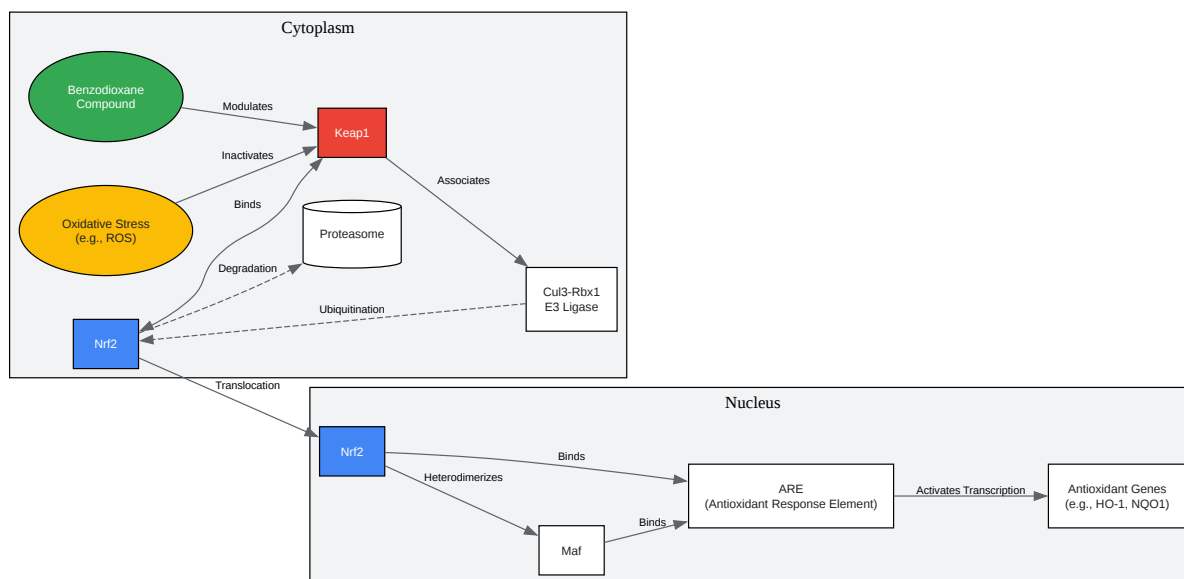 Cytoplasm
Benzodioxane
Compound
Modulates
Keap1
Inactivates
Associates
Binds
Oxidative Stress
(e.g., ROS)
Proteasome
Degradation
Cul3-Rbx1
E3 Ligase
Ubiquitination
Nrf2
Translocation
Nucleus
Nrf2
Binds
Heterodimerizes
ARE
(Antioxidant Response Element)
Activates Transcription
Antioxidant Genes
(e.g., HO-1, NQO1)
Binds
Maf